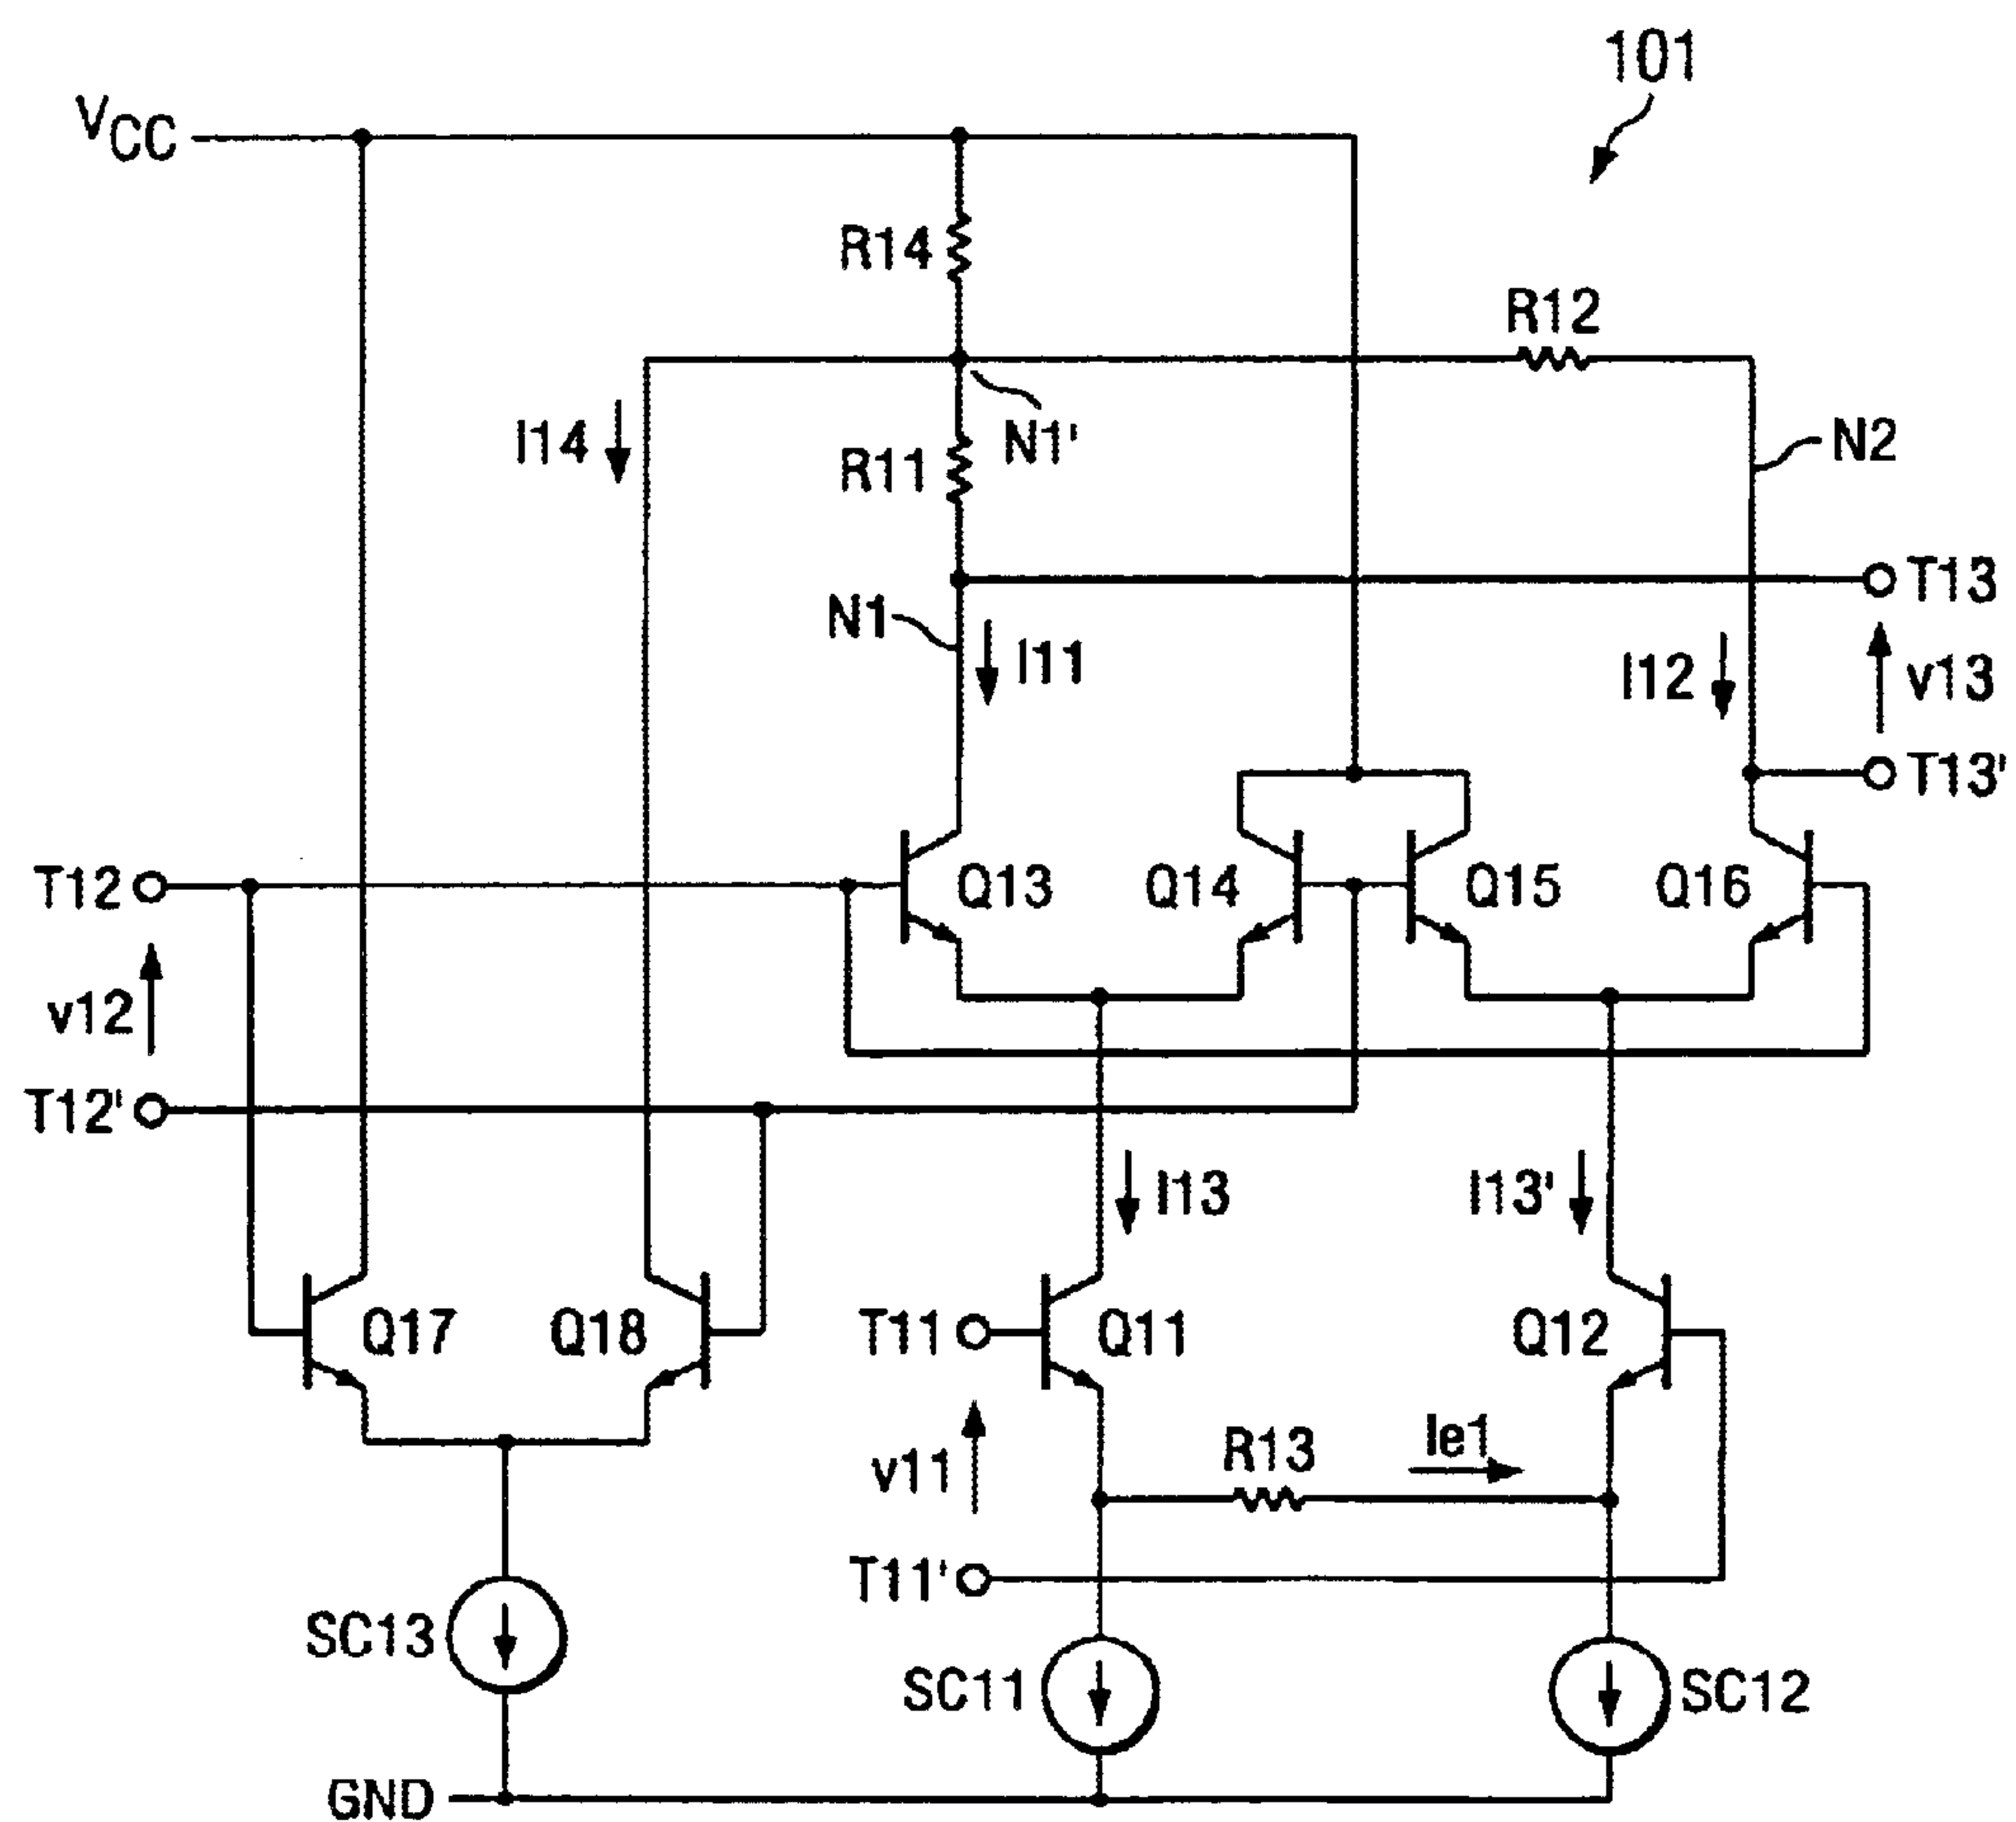 101
VCC
R14
R12
I14
N1'
N2
R11
T13
N1
I11
I12
v13
T13'
T12
Q13
Q14
Q15
Q16
v12
T12'
I13
I13'
Q17
Q18
T11
Q11
Q12
v11
R13
Ie1
T11'
SC13
SC11
SC12
GND